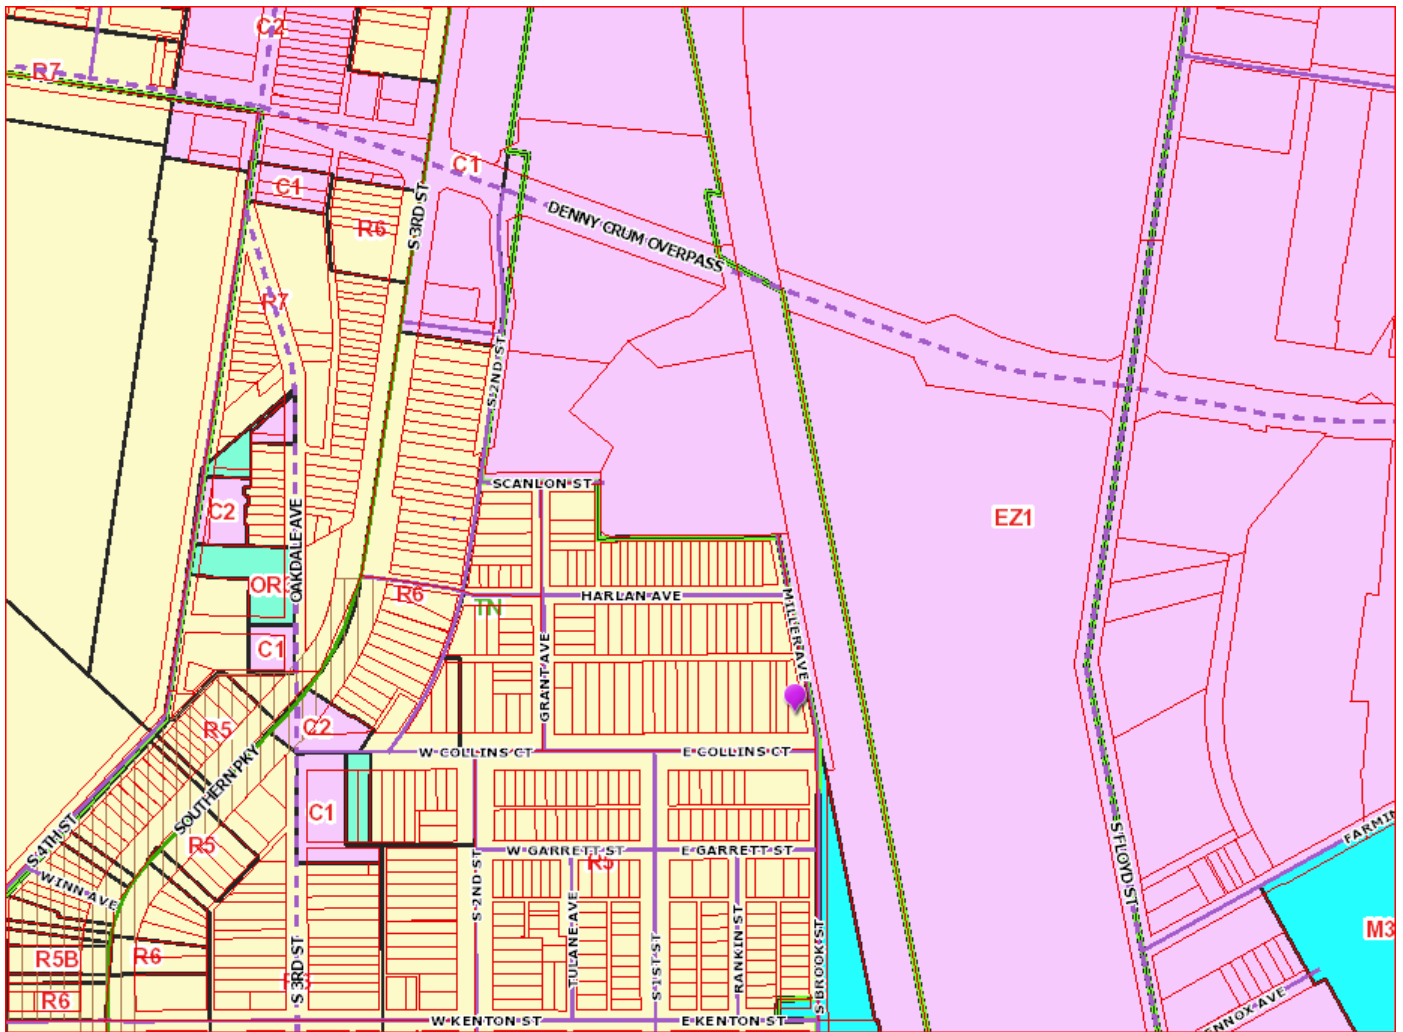 C2
R7
C1
C1
R6
S 3RD ST
DENNY CRUM OVERPASS
R7
S 2ND ST
SCANLON ST
C2
OAKDALE AVE
EZ1
OR3
R6
TN
HARLAN AVE
MILLER AVE
C1
GRANT AVE
R5
C2
W COLLINS CT
E COLLINS CT
SOUTHERN PKY
C1
S 4TH ST
R5
W GARRETT ST
E GARRETT ST
R5
S FLOYD ST
FARMIN
WINN AVE
S 2ND ST
TULANE AVE
S 1ST ST
RANKIN ST
S BROOK ST
M3
R5B
R6
S 3RD ST
R6
ENNOX AVE
W KENTON ST
E KENTON ST